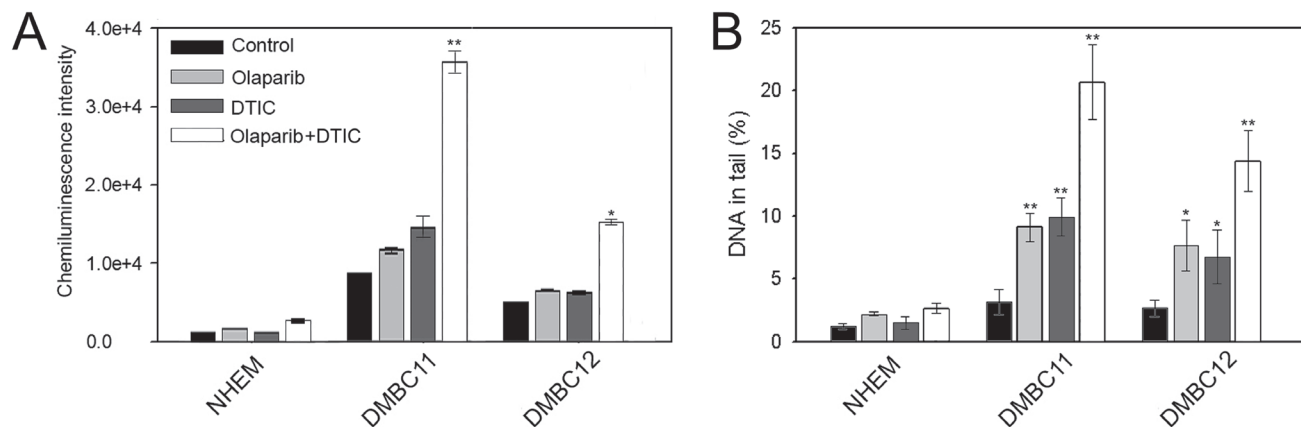 A
Chemiluminescence intensity
4.0e+4
3.0e+4
2.0e+4
1.0e+4
0.0
Control
Olaparib
DTIC
Olaparib+DTIC
**
*
NHEM
DMBC11
DMBC12
B
DNA in tail (%)
25
20
15
10
5
0
**
**
**
*
*
**
NHEM
DMBC11
DMBC12